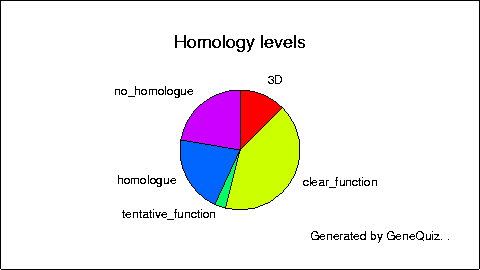 Homology levels
3D
no_homologue
homologue
clear_function
tentative_function
Generated by GeneQuiz. .